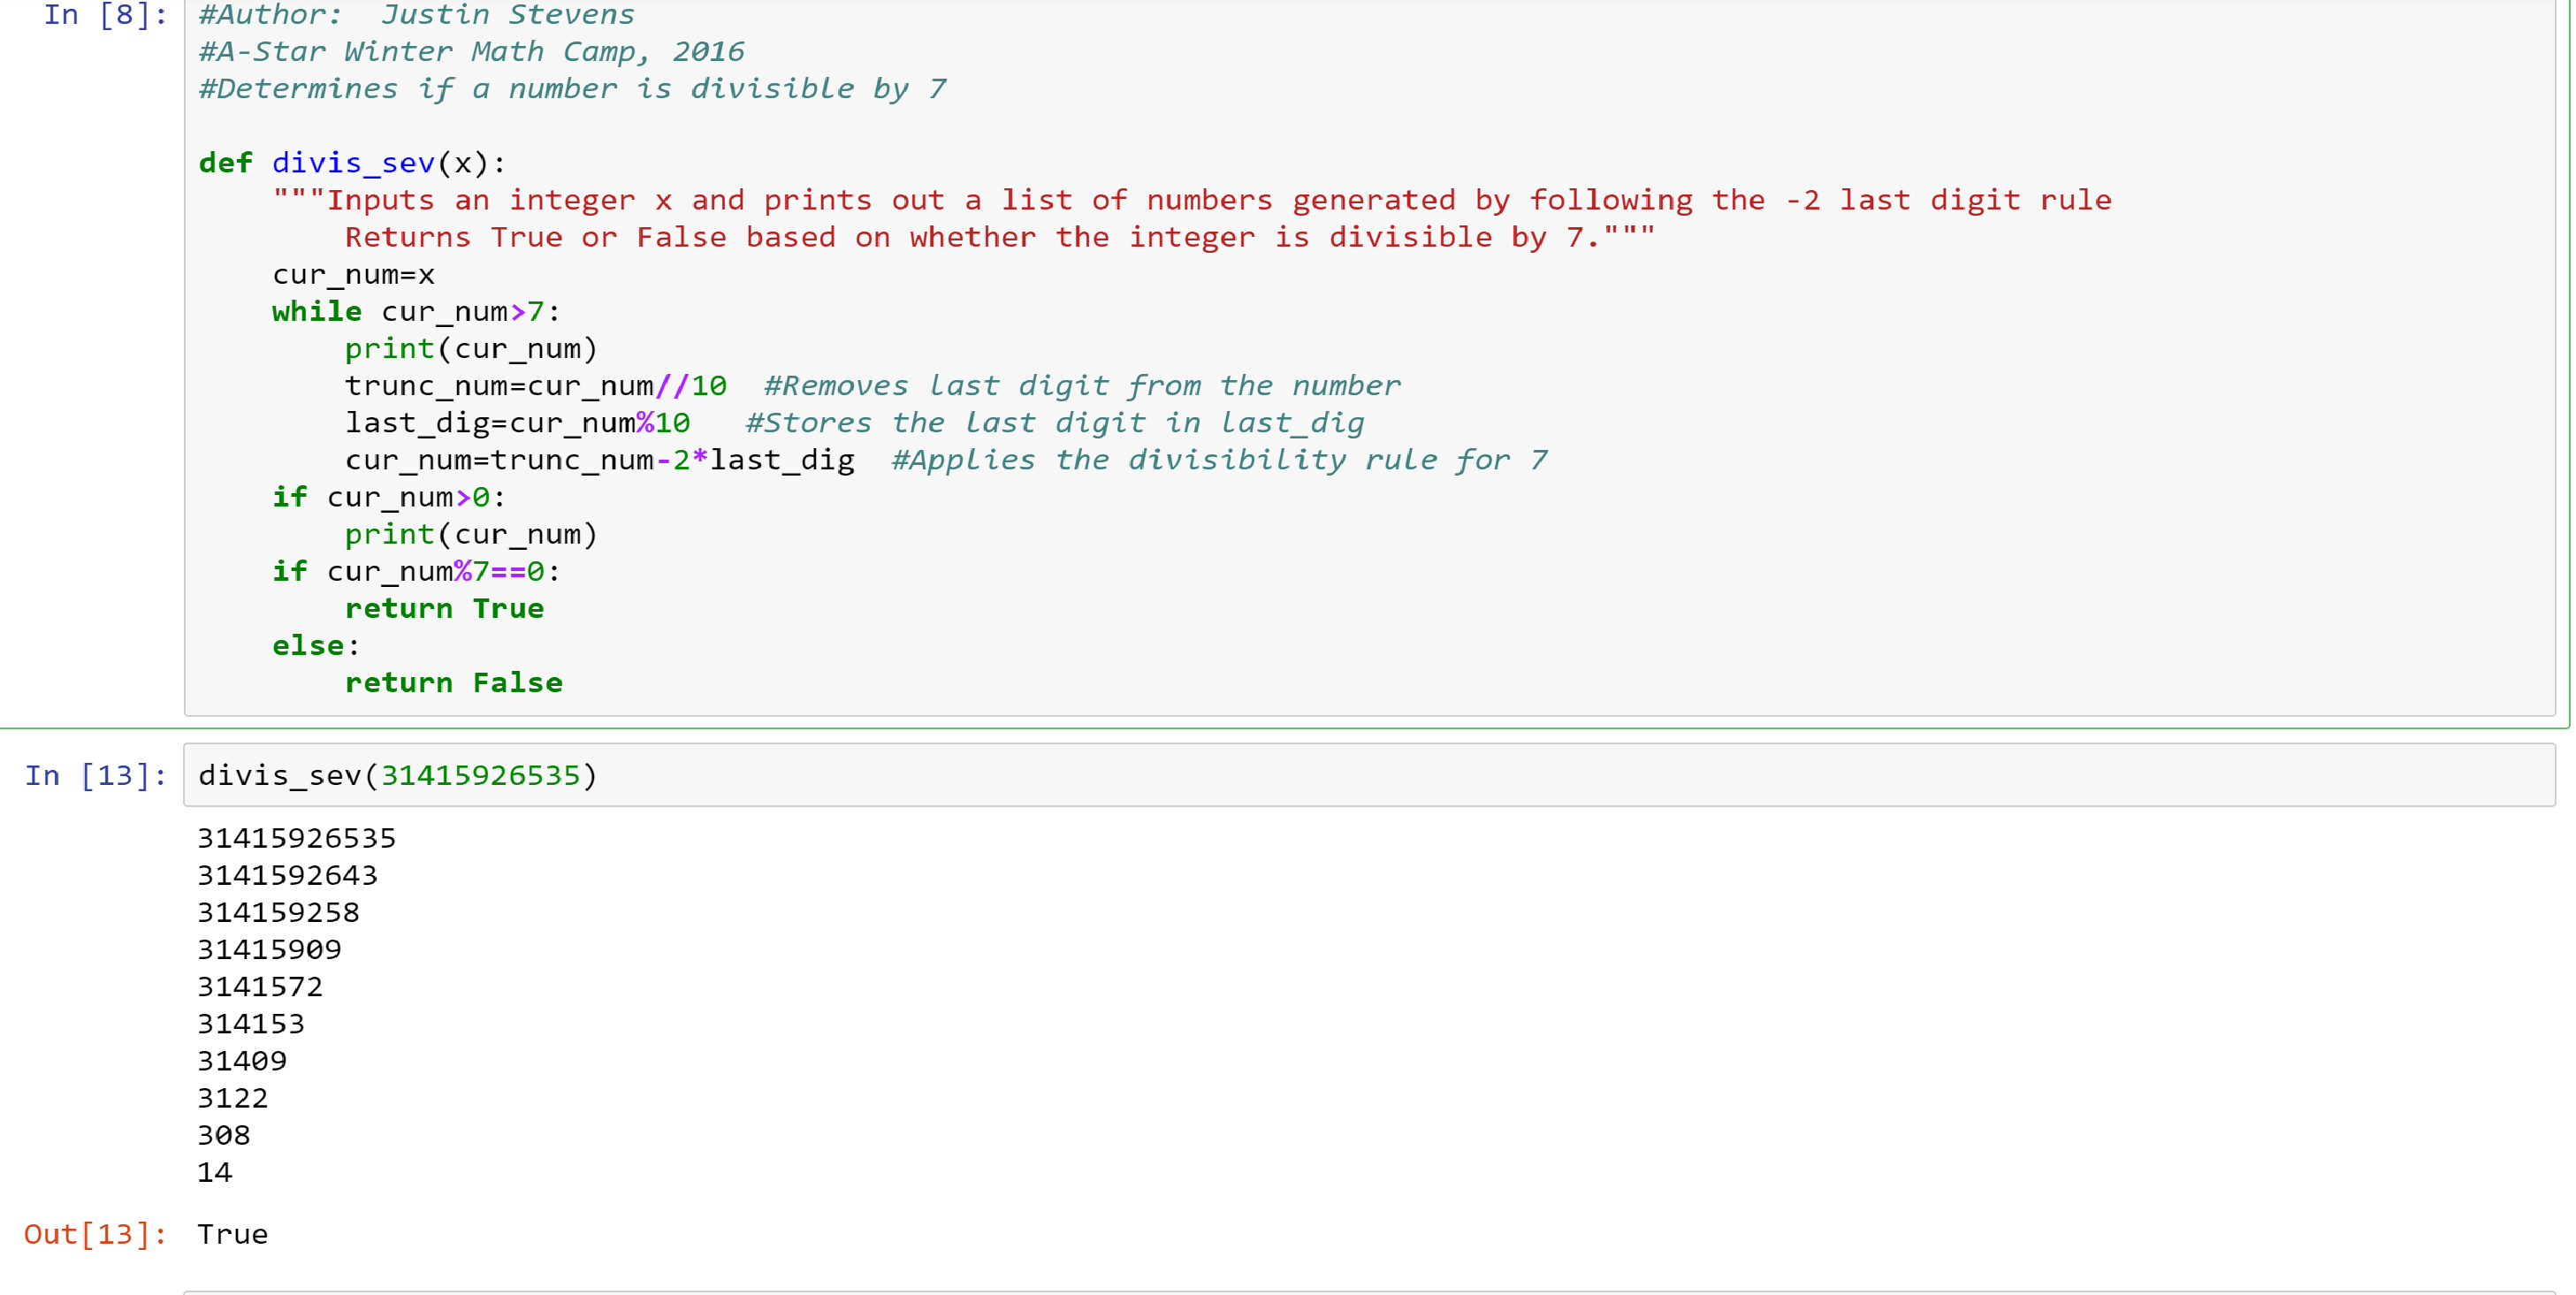 In [8]: #Author:  Justin Stevens
#A-Star Winter Math Camp, 2016
#Determines if a number is divisible by 7

def divis_sev(x):
    """Inputs an integer x and prints out a list of numbers generated by following the -2 last digit rule
        Returns True or False based on whether the integer is divisible by 7."""
    cur_num=x
    while cur_num>7:
        print(cur_num)
        trunc_num=cur_num//10  #Removes last digit from the number
        last_dig=cur_num%10   #Stores the last digit in last_dig
        cur_num=trunc_num-2*last_dig  #Applies the divisibility rule for 7
    if cur_num>0:
        print(cur_num)
    if cur_num%7==0:
        return True
    else:
        return False
In [13]: divis_sev(31415926535)
31415926535
3141592643
314159258
31415909
3141572
314153
31409
3122
308
14
Out[13]: True